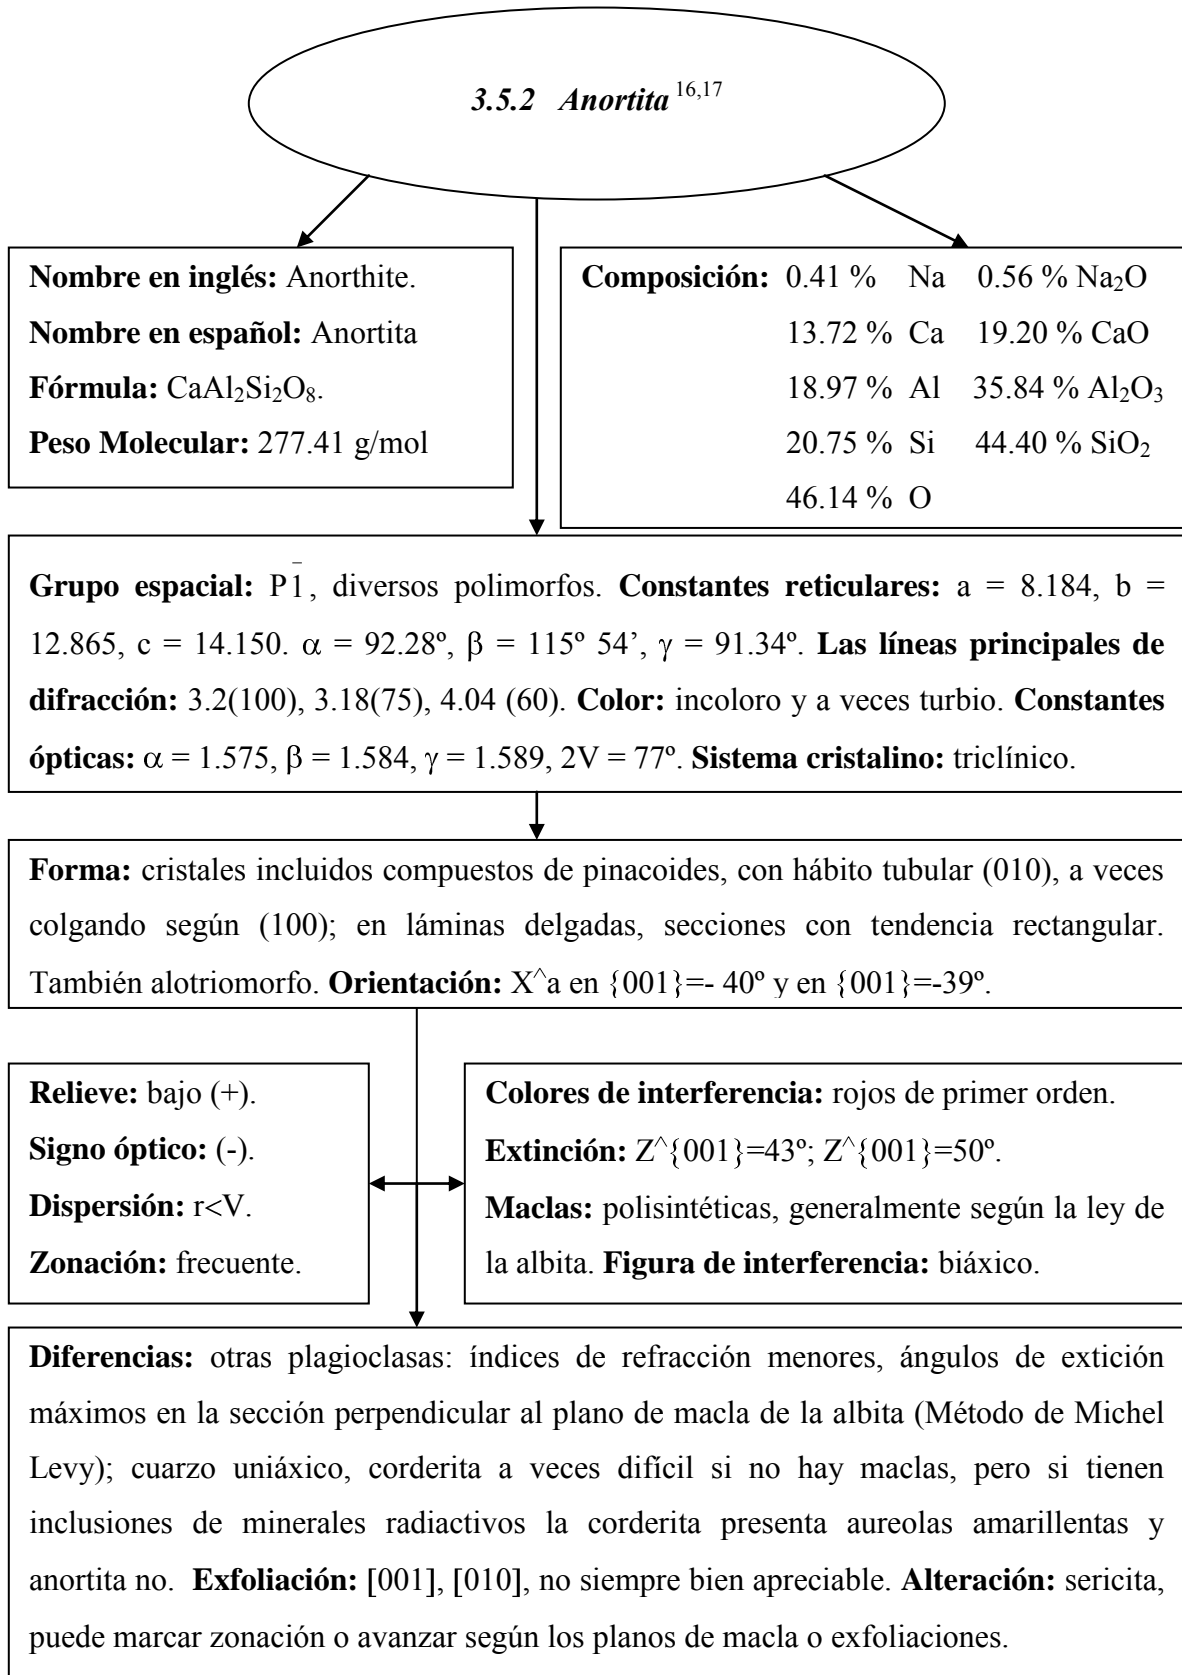 3.5.2 Anortita 16,17
Nombre en inglés: Anorthite.
Nombre en español: Anortita
Fórmula: CaAl₂Si₂O₈.
Peso Molecular: 277.41 g/mol
Composición: 0.41 % Na 0.56 % Na₂O
13.72 % Ca 19.20 % CaO
18.97 % Al 35.84 % Al₂O₃
20.75 % Si 44.40 % SiO₂
46.14 % O
Grupo espacial: P1̄, diversos polimorfos. Constantes reticulares: a = 8.184, b =
12.865, c = 14.150. α = 92.28º, β = 115º 54’, γ = 91.34º. Las líneas principales de
difracción: 3.2(100), 3.18(75), 4.04 (60). Color: incoloro y a veces turbio. Constantes
ópticas: α = 1.575, β = 1.584, γ = 1.589, 2V = 77º. Sistema cristalino: triclínico.
Forma: cristales incluidos compuestos de pinacoides, con hábito tubular (010), a veces
colgando según (100); en láminas delgadas, secciones con tendencia rectangular.
También alotriomorfo. Orientación: X^a en {001}=- 40º y en {001}=-39º.
Relieve: bajo (+).
Signo óptico: (-).
Dispersión: r<V.
Zonación: frecuente.
Colores de interferencia: rojos de primer orden.
Extinción: Z^{001}=43º; Z^{001}=50º.
Maclas: polisintéticas, generalmente según la ley de
la albita. Figura de interferencia: biáxico.
Diferencias: otras plagioclasas: índices de refracción menores, ángulos de extición
máximos en la sección perpendicular al plano de macla de la albita (Método de Michel
Levy); cuarzo uniáxico, corderita a veces difícil si no hay maclas, pero si tienen
inclusiones de minerales radiactivos la corderita presenta aureolas amarillentas y
anortita no. Exfoliación: [001], [010], no siempre bien apreciable. Alteración: sericita,
puede marcar zonación o avanzar según los planos de macla o exfoliaciones.